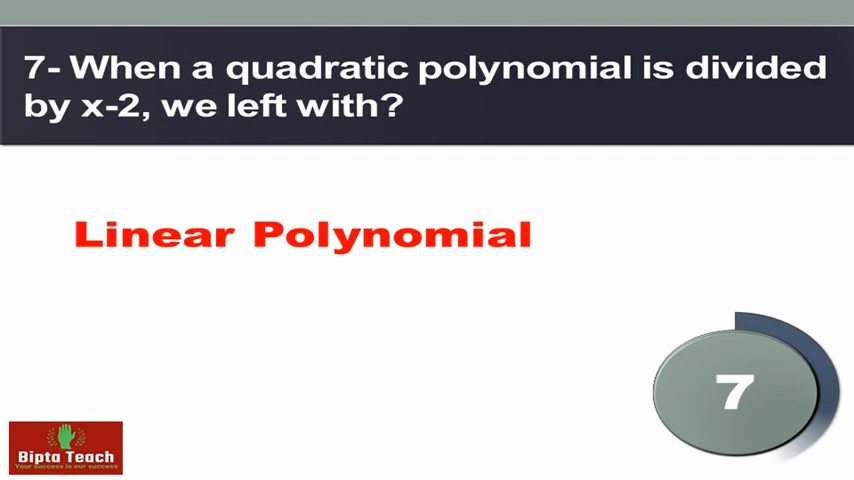 7- When a quadratic polynomial is divided
by x-2, we left with?
Linear Polynomial
7
Bipta Teach
Your success is our success